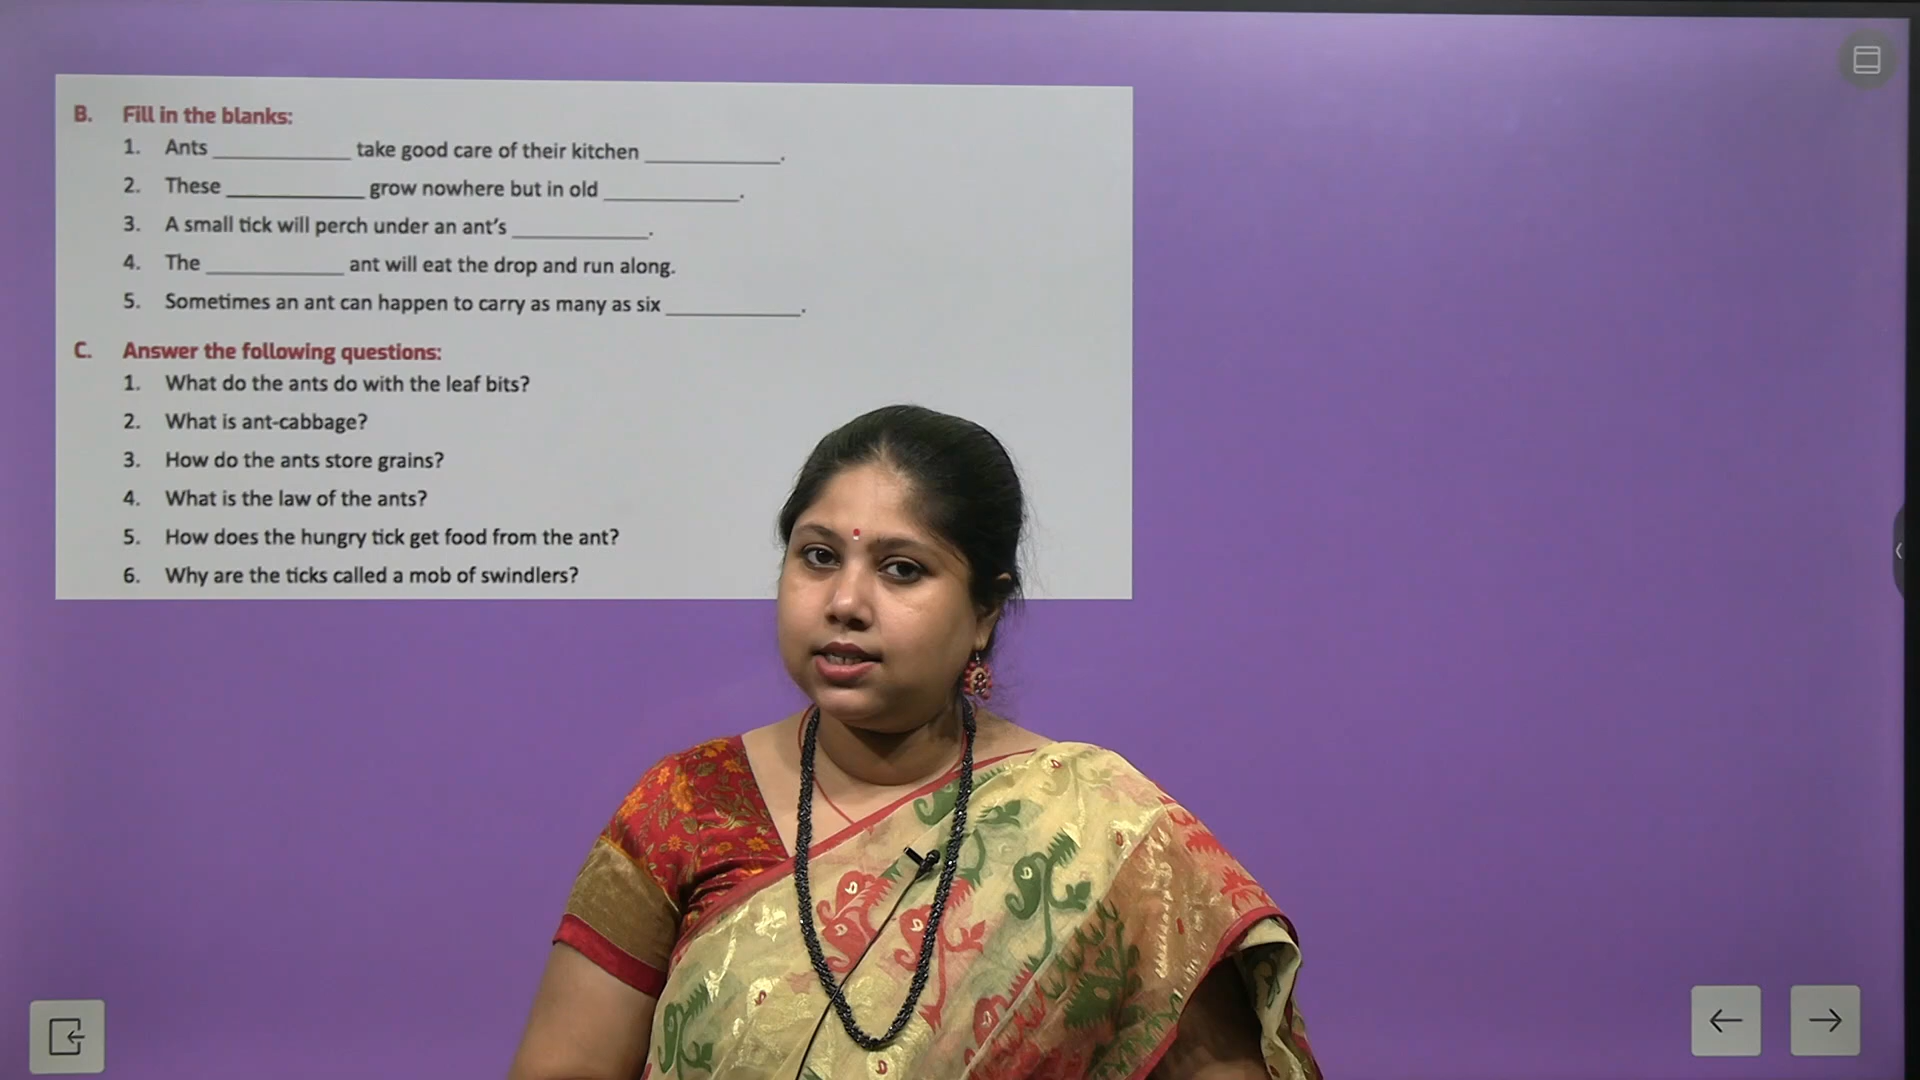 B. Fill in the blanks:
1. Ants ____________ take good care of their kitchen ____________.
2. These ____________ grow nowhere but in old ____________.
3. A small tick will perch under an ant's ____________.
4. The ____________ ant will eat the drop and run along.
5. Sometimes an ant can happen to carry as many as six ____________.
C. Answer the following questions:
1. What do the ants do with the leaf bits?
2. What is ant-cabbage?
3. How do the ants store grains?
4. What is the law of the ants?
5. How does the hungry tick get food from the ant?
6. Why are the ticks called a mob of swindlers?